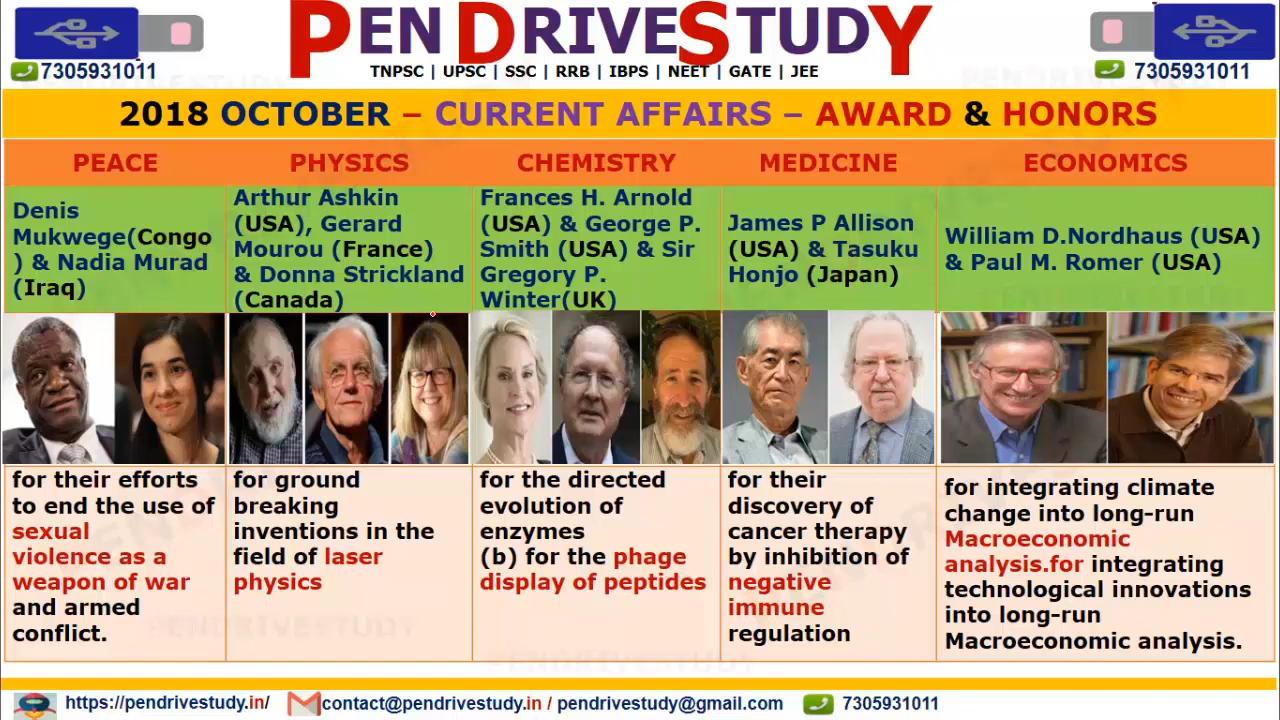 PENDRIVESTUDY
TNPSC | UPSC | SSC | RRB | IBPS | NEET | GATE | JEE
7305931011
7305931011
2018 OCTOBER – CURRENT AFFAIRS – AWARD & HONORS
PEACE
Denis
Mukwege(Congo
) & Nadia Murad
(Iraq)
for their efforts
to end the use of
sexual
violence as a
weapon of war
and armed
conflict.
PHYSICS
Arthur Ashkin
(USA), Gerard
Mourou (France)
& Donna Strickland
(Canada)
for ground
breaking
inventions in the
field of laser
physics
CHEMISTRY
Frances H. Arnold
(USA) & George P.
Smith (USA) & Sir
Gregory P.
Winter(UK)
for the directed
evolution of
enzymes
(b) for the phage
display of peptides
MEDICINE
James P Allison
(USA) & Tasuku
Honjo (Japan)
for their
discovery of
cancer therapy
by inhibition of
negative
immune
regulation
ECONOMICS
William D.Nordhaus (USA)
& Paul M. Romer (USA)
for integrating climate
change into long-run
Macroeconomic
analysis.for integrating
technological innovations
into long-run
Macroeconomic analysis.
PENDRIVESTUDY
PENDRIVESTUDY
https://pendrivestudy.in/ contact@pendrivestudy.in / pendrivestudy@gmail.com 7305931011